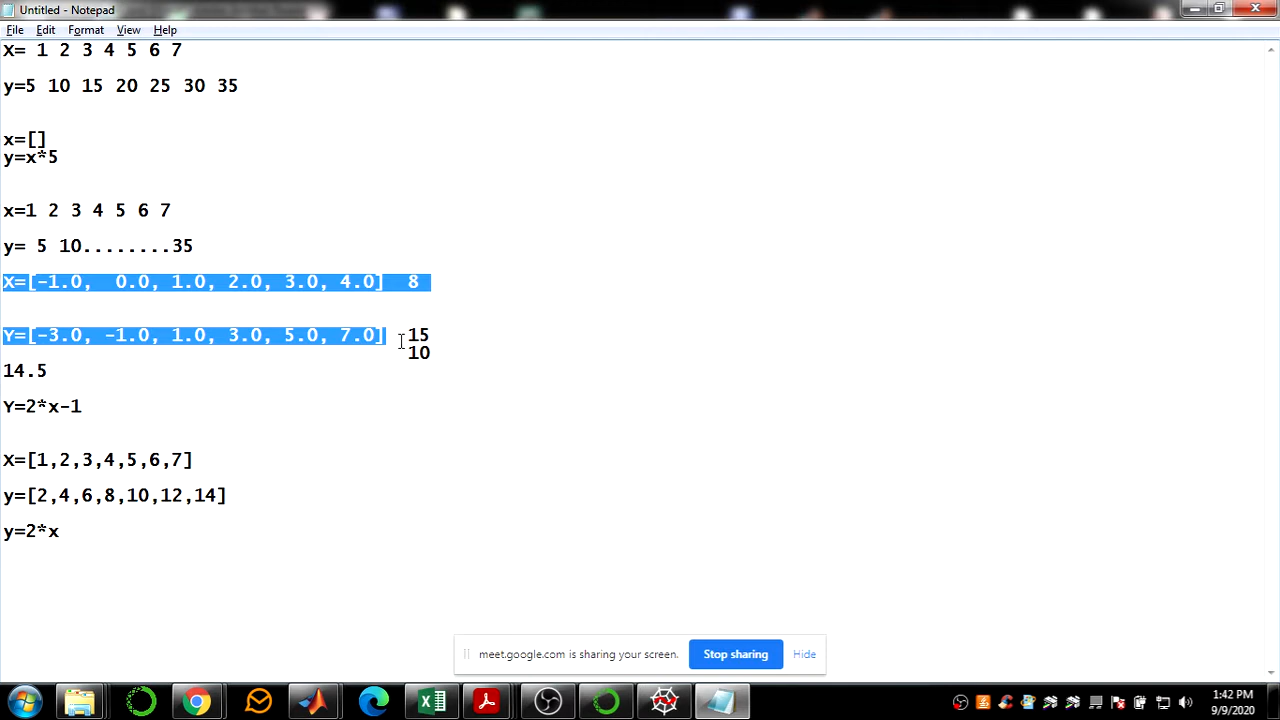 Untitled - Notepad
File Edit Format View Help
X= 1 2 3 4 5 6 7
y=5 10 15 20 25 30 35
x=[]
y=x*5
x=1 2 3 4 5 6 7
y= 5 10........35
X=[-1.0, 0.0, 1.0, 2.0, 3.0, 4.0] 8
Y=[-3.0, -1.0, 1.0, 3.0, 5.0, 7.0] 15
10
14.5
Y=2*x-1
X=[1,2,3,4,5,6,7]
y=[2,4,6,8,10,12,14]
y=2*x
meet.google.com is sharing your screen. Stop sharing Hide
1:42 PM
9/9/2020